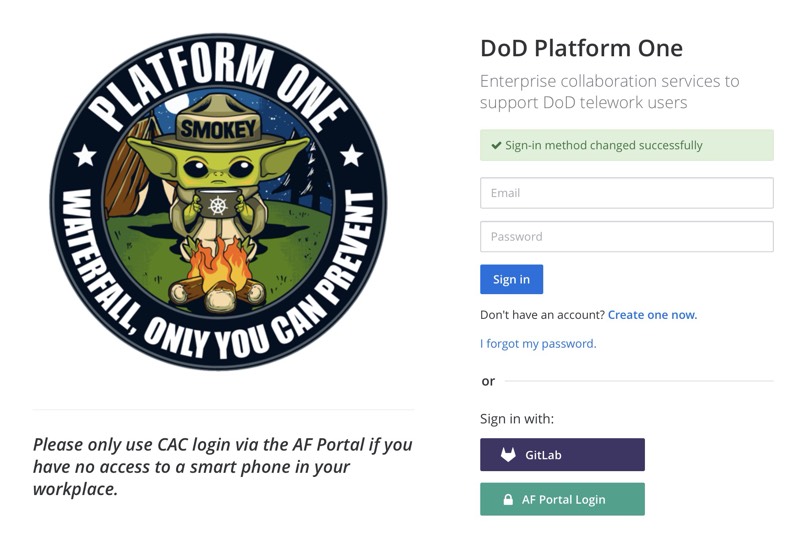 PLATFORM ONE
SMOKEY
WATERFALL, ONLY YOU CAN PREVENT
Please only use CAC login via the AF Portal if you
have no access to a smart phone in your
workplace.
DoD Platform One
Enterprise collaboration services to
support DoD telework users
Sign-in method changed successfully
Email
Password
Sign in
Don't have an account? Create one now.
I forgot my password.
or
Sign in with:
GitLab
AF Portal Login